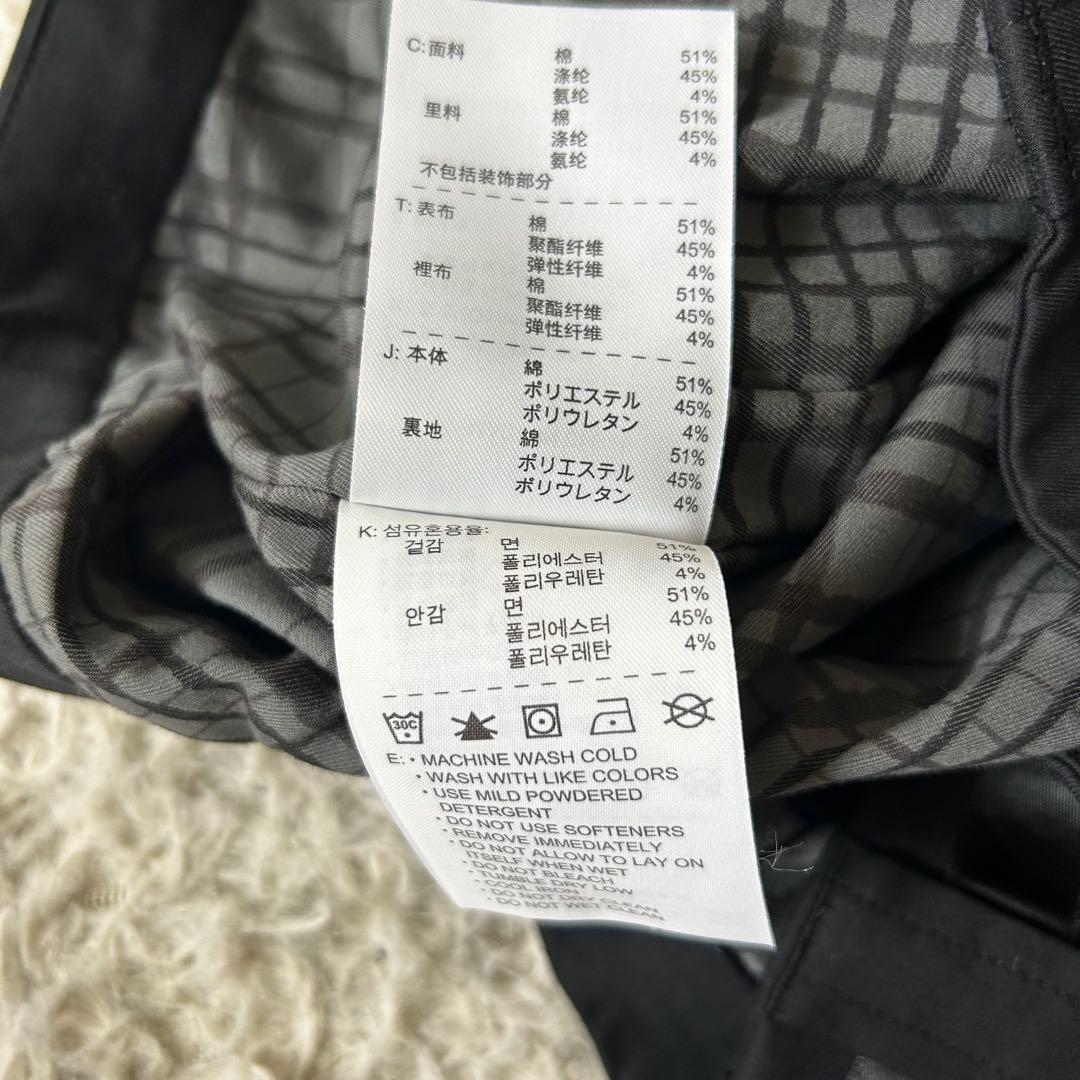 C: 面料 棉 51%
涤纶 45%
氨纶 4%
里料 棉 51%
涤纶 45%
氨纶 4%
不包括装饰部分
T: 表布 棉 51%
聚酯纤维 45%
弹性纤维 4%
裡布 棉 51%
聚酯纤维 45%
弹性纤维 4%
J: 本体 綿 51%
ポリエステル 45%
ポリウレタン 4%
裏地 綿 51%
ポリエステル 45%
ポリウレタン 4%
K: 섬유혼용율:
겉감 면 51%
폴리에스터 45%
폴리우레탄 4%
안감 면 51%
폴리에스터 45%
폴리우레탄 4%
30C
E: • MACHINE WASH COLD
• WASH WITH LIKE COLORS
• USE MILD POWDERED
DETERGENT
• DO NOT USE SOFTENERS
• REMOVE IMMEDIATELY
• DO NOT ALLOW TO LAY ON
ITSELF WHEN WET
• DO NOT BLEACH
• TUMBLE DRY LOW
• COOL IRON
• DO NOT DRY CLEAN
• DO NOT WET CLEAN